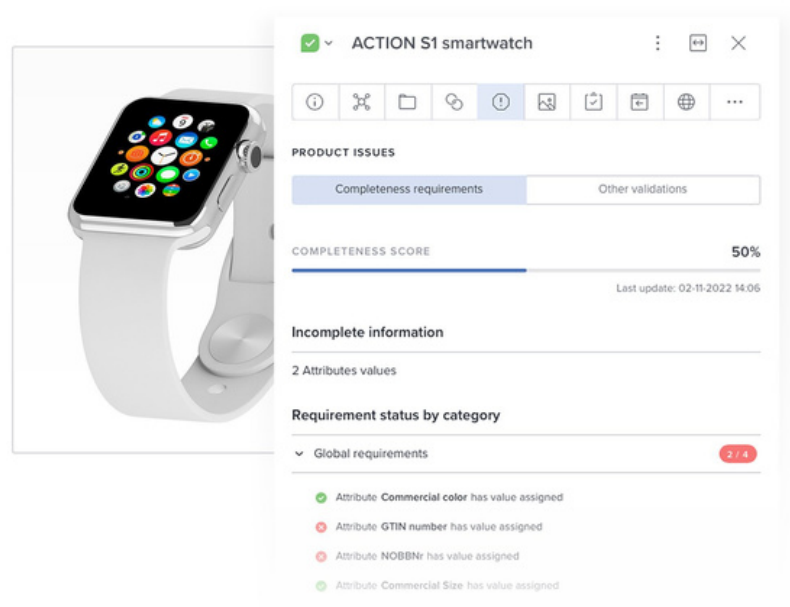 ACTION S1 smartwatch
PRODUCT ISSUES
Completeness requirements
Other validations
COMPLETENESS SCORE
50%
Last update: 02-11-2022 14:06
Incomplete information
2 Attributes values
Requirement status by category
Global requirements
2 / 4
Attribute Commercial color has value assigned
Attribute GTIN number has value assigned
Attribute NOBBNr has value assigned
Attribute Commercial Size has value assigned